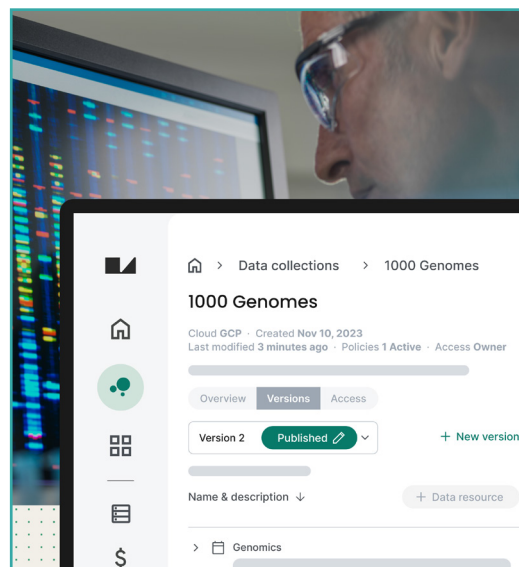 Data collections > 1000 Genomes
1000 Genomes
Cloud GCP · Created Nov 10, 2023
Last modified 3 minutes ago · Policies 1 Active · Access Owner
Overview Versions Access
Version 2 Published + New version
Name & description ↓ + Data resource
> Genomics
$